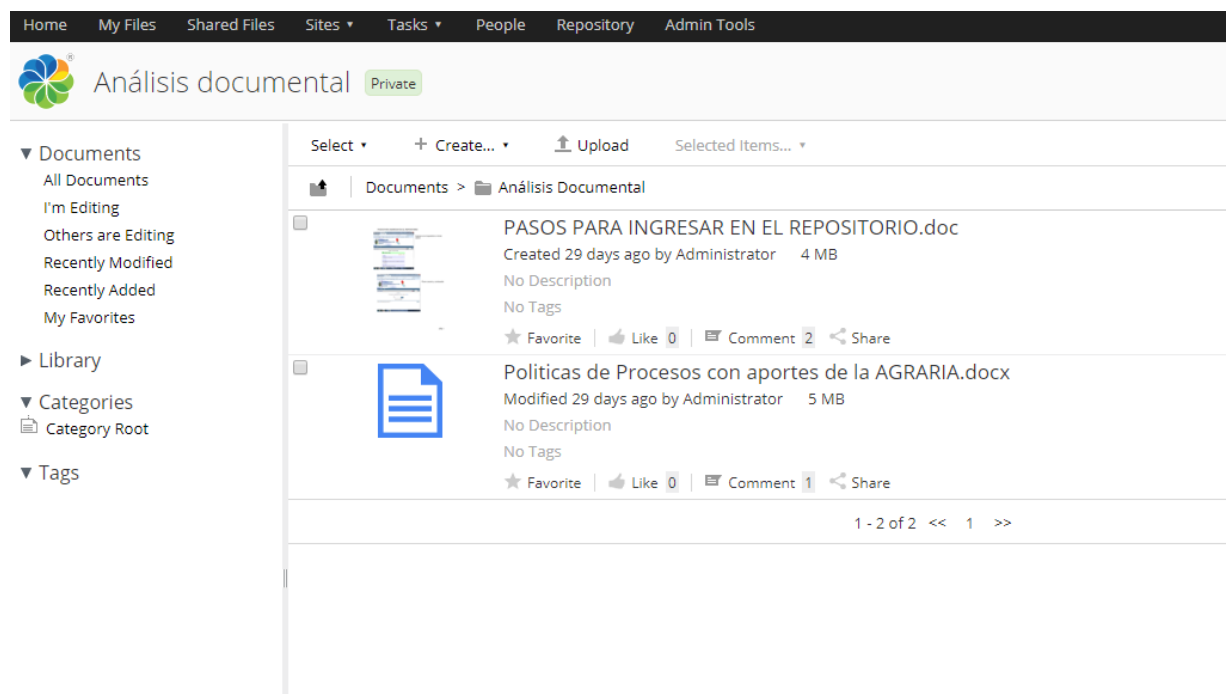 Home My Files Shared Files Sites Tasks People Repository Admin Tools
Análisis documental Private
Documents
All Documents
I'm Editing
Others are Editing
Recently Modified
Recently Added
My Favorites
Library
Categories
Category Root
Tags
Select + Create... Upload Selected Items...
Documents > Análisis Documental
PASOS PARA INGRESAR EN EL REPOSITORIO.doc
Created 29 days ago by Administrator 4 MB
No Description
No Tags
Favorite Like 0 Comment 2 Share
Politicas de Procesos con aportes de la AGRARIA.docx
Modified 29 days ago by Administrator 5 MB
No Description
No Tags
Favorite Like 0 Comment 1 Share
1 - 2 of 2 << 1 >>